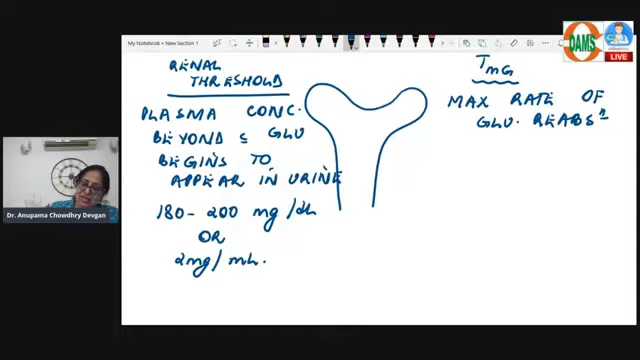 My Notebook » New Section 1
DAMS
LIVE
RENAL
THRESHOLD
PLASMA CONC.
BEYOND c̄ GLU
BEGINS TO
APPEAR IN URINE
180-200 mg/dL
OR
2mg/mL.
TmG
MAX RATE OF
GLU. REABSⁿ
Dr. Anupama Chowdhry Devgan